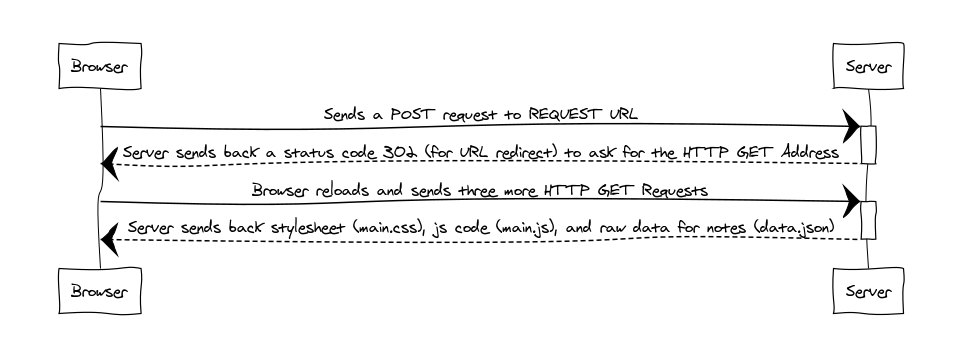 Browser
Server
Sends a POST request to REQUEST URL
Server sends back a status code 302 (for URL redirect) to ask for the HTTP GET Address
Browser reloads and sends three more HTTP GET Requests
Server sends back stylesheet (main.css), js code (main.js), and raw data for notes (data.json)
Browser
Server